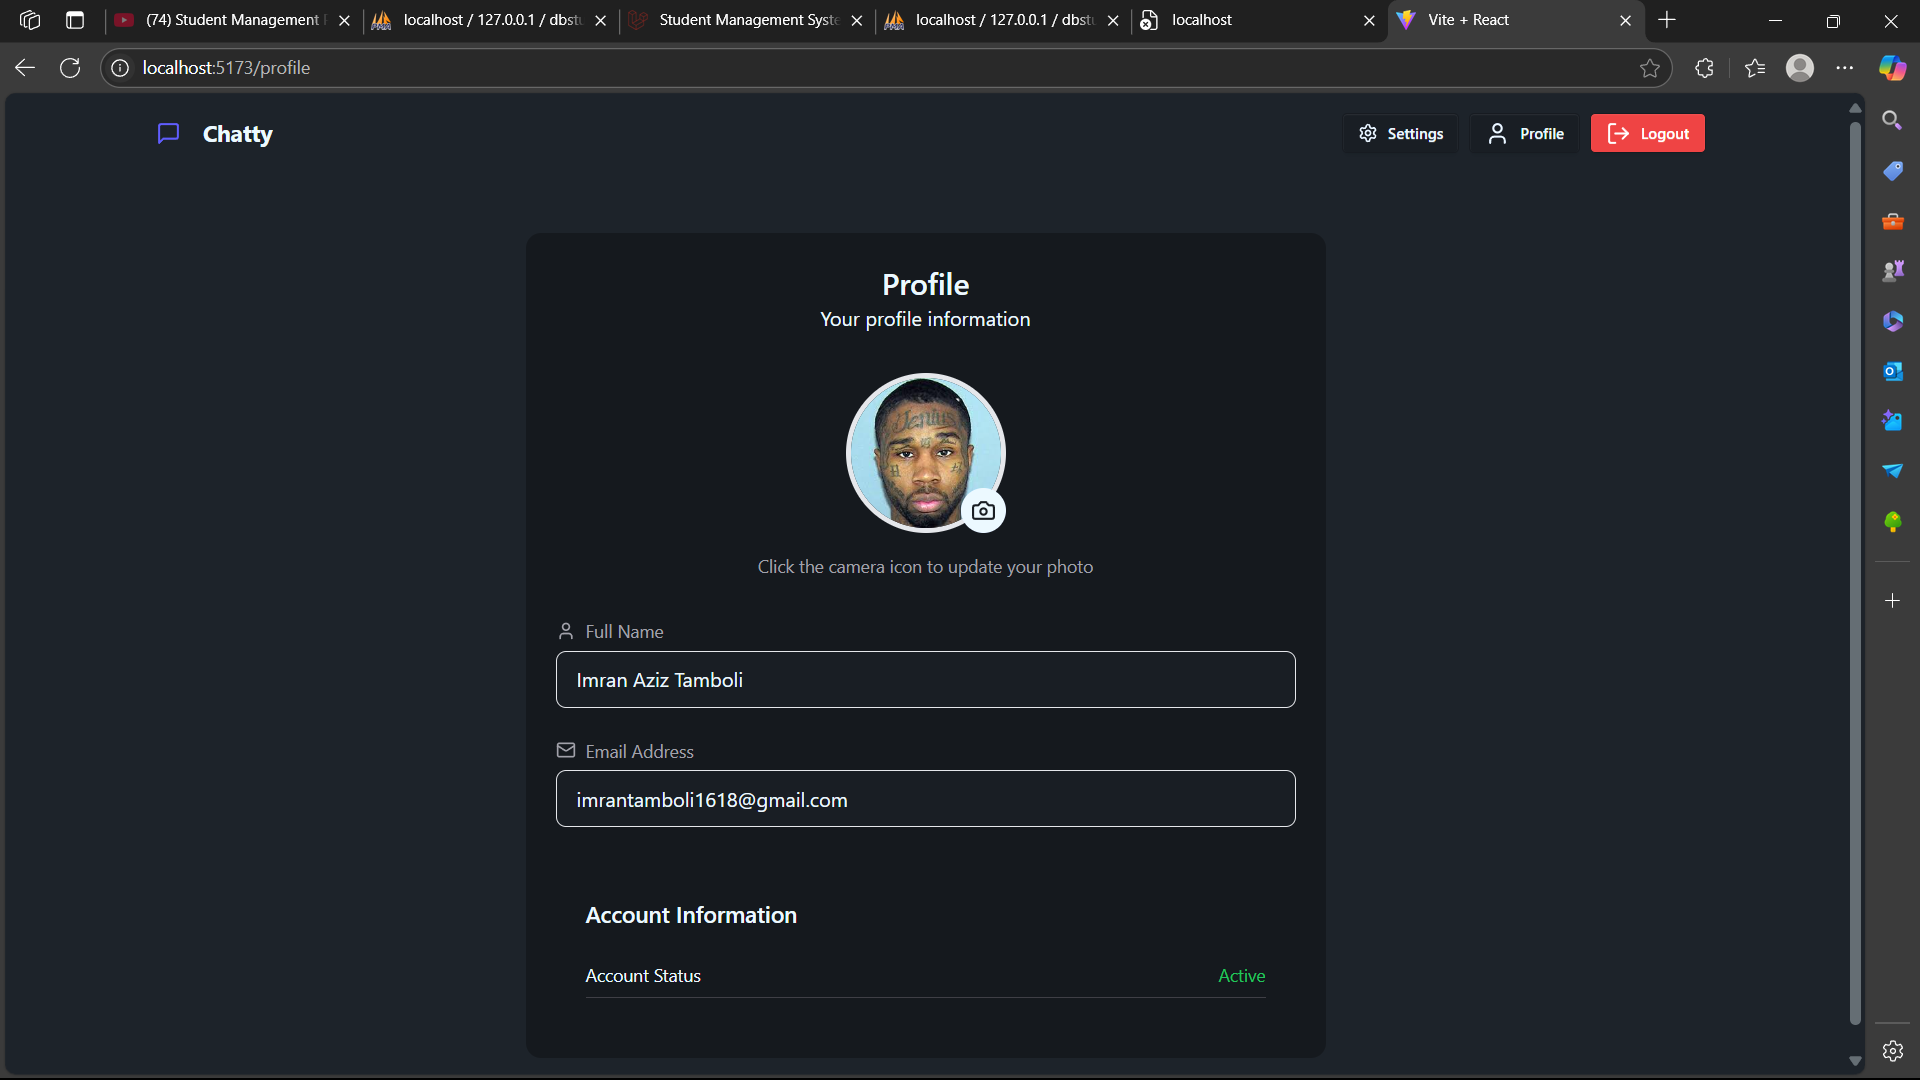 (74) Student Management
localhost / 127.0.0.1 / dbstu
Student Management Syste
localhost / 127.0.0.1 / dbstu
localhost
Vite + React
localhost:5173/profile
Chatty
Settings
Profile
Logout
Profile
Your profile information
Genius
Click the camera icon to update your photo
Full Name
Imran Aziz Tamboli
Email Address
imrantamboli1618@gmail.com
Account Information
Account Status
Active